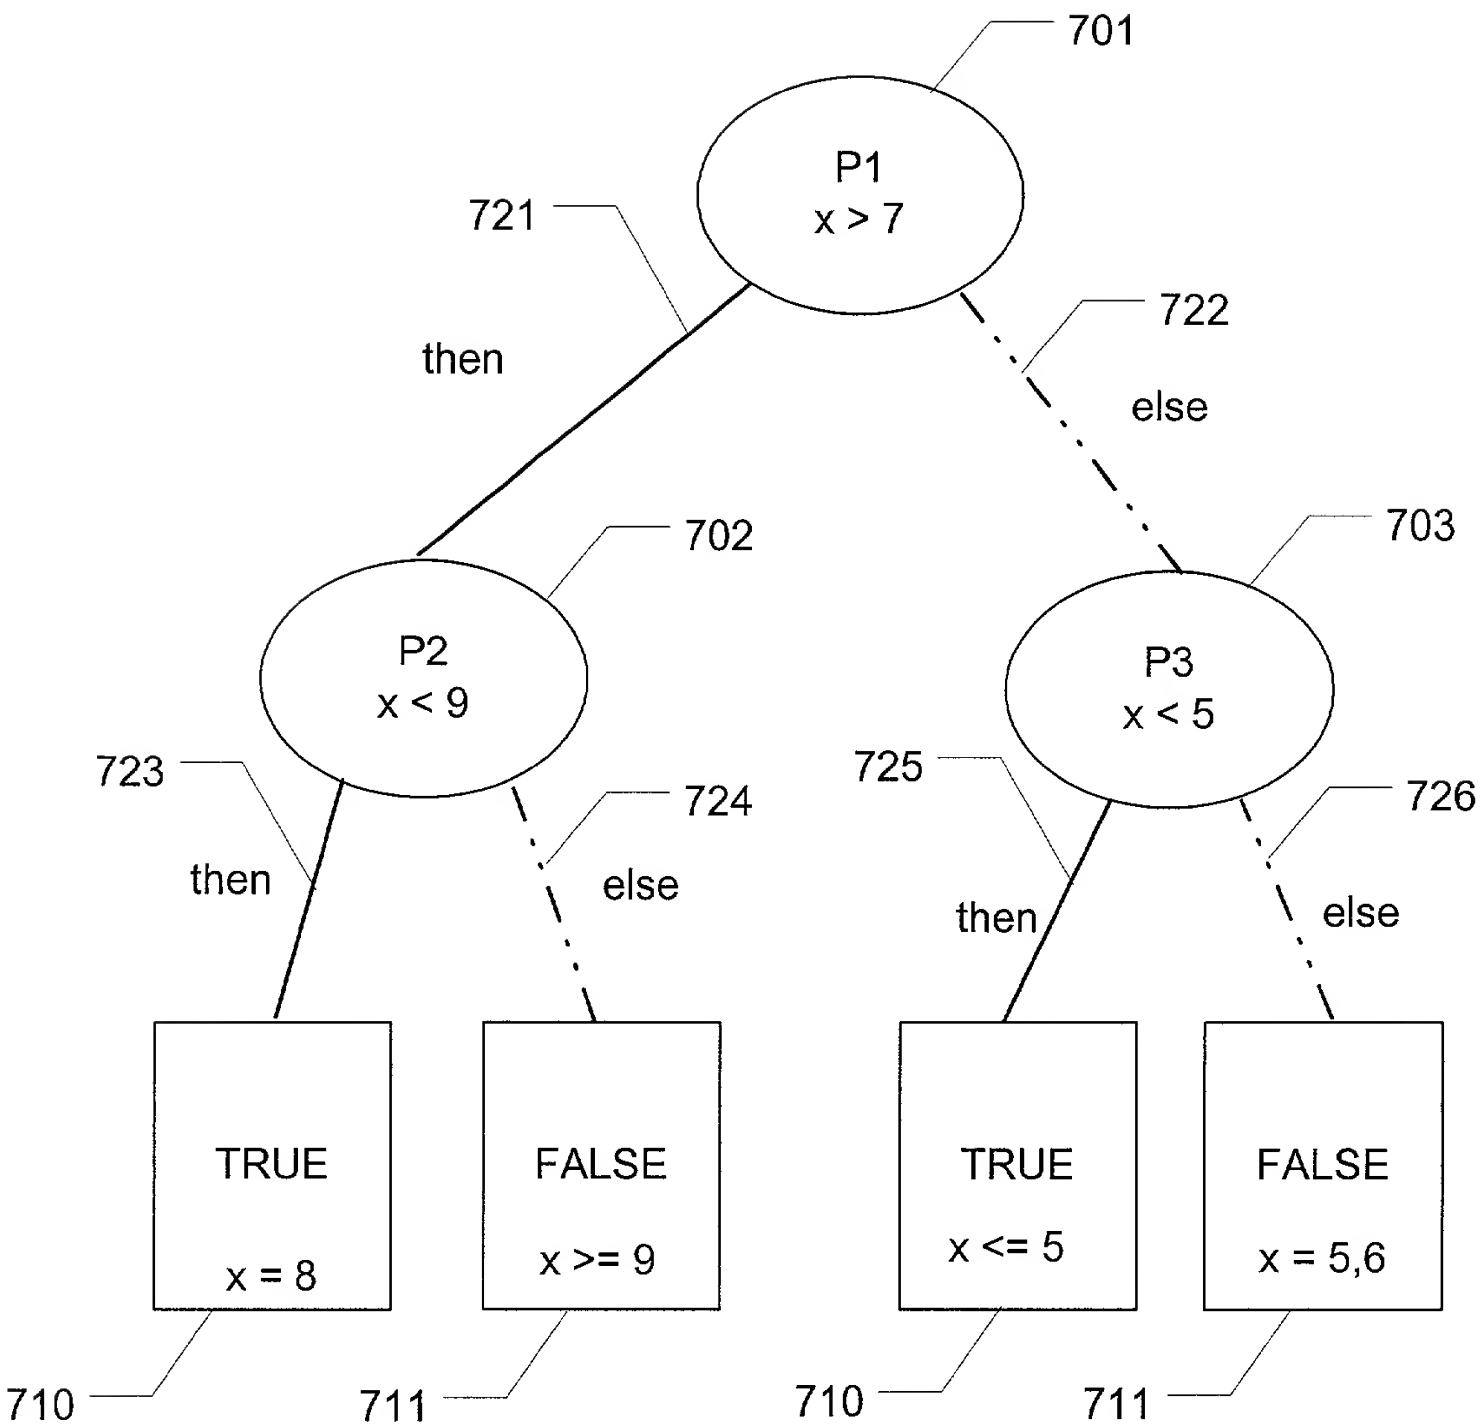 701
P1
x > 7
721
722
then
else
702
703
P2
x < 9
P3
x < 5
723
724
725
726
then
else
then
else
TRUE
x = 8
FALSE
x >= 9
TRUE
x <= 5
FALSE
x = 5,6
710
711
710
711